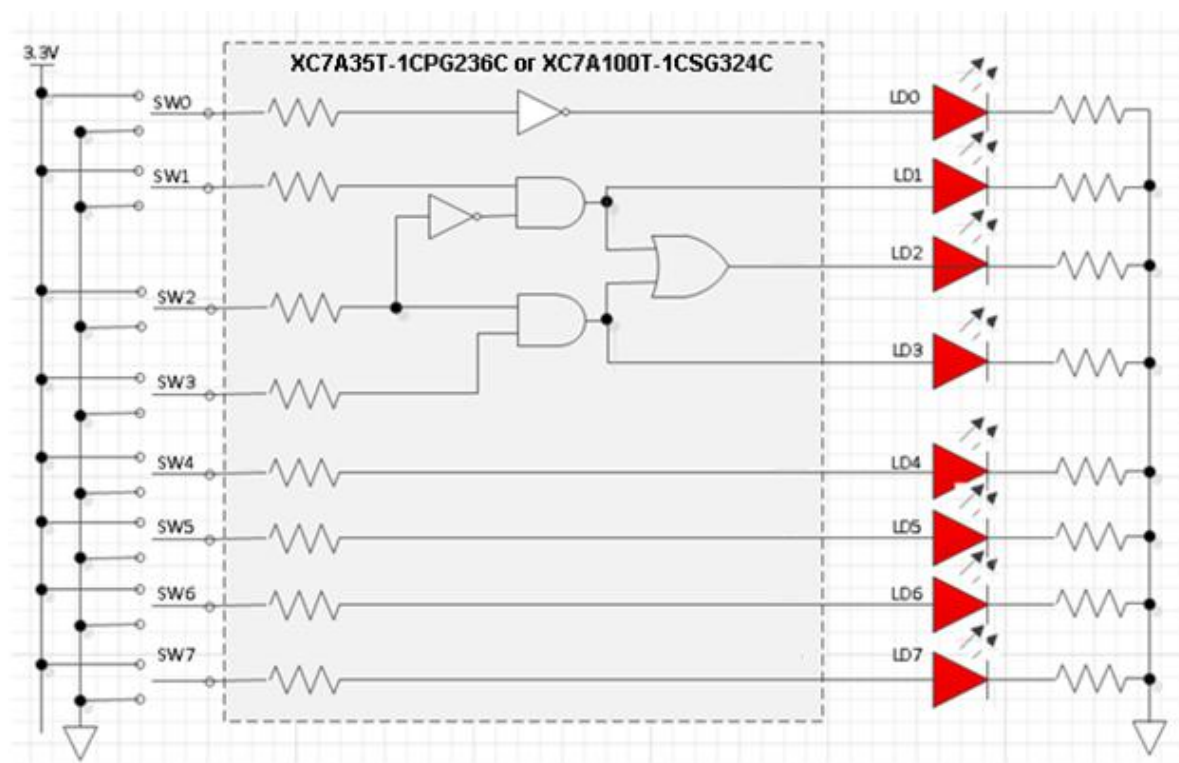 3.3V
XC7A35T-1CPG236C or XC7A100T-1CSG324C
SW0
LD0
SW1
LD1
LD2
SW2
LD3
SW3
SW4
LD4
SW5
LD5
SW6
LD6
SW7
LD7